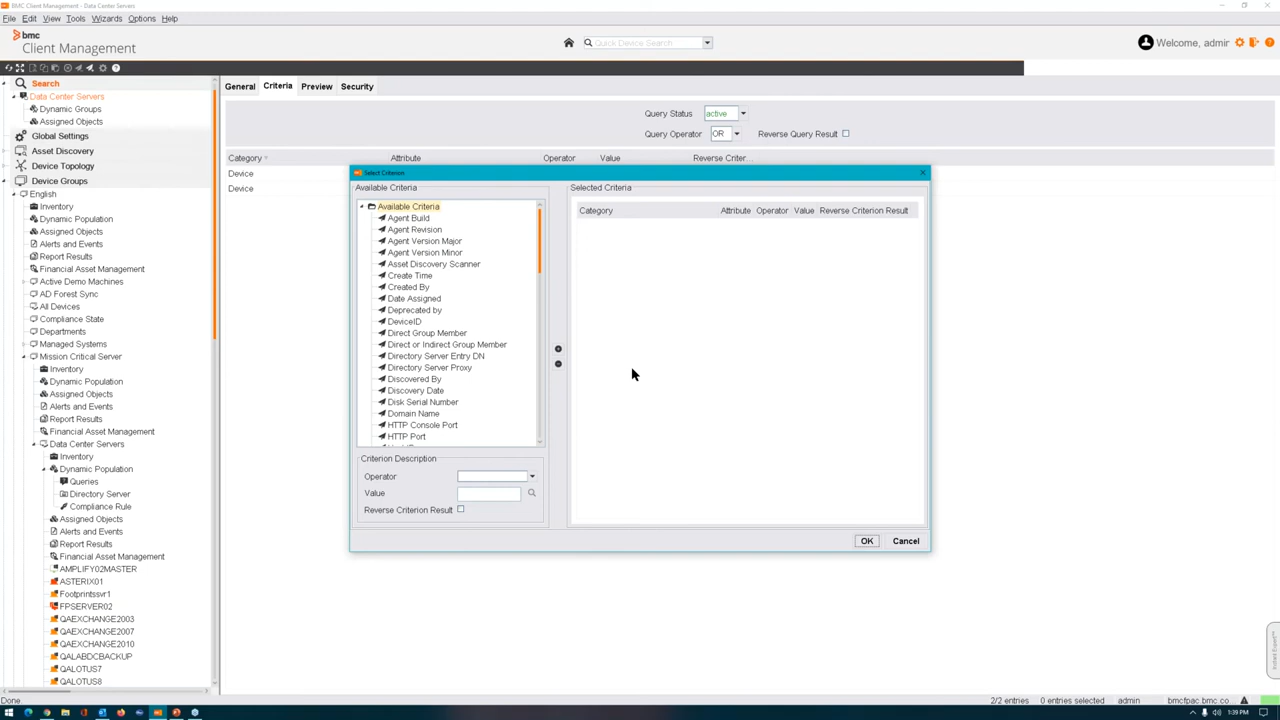 BMC Client Management - Data Center Servers
File Edit View Tools Wizards Options Help
bmc
Client Management
Quick Device Search
Welcome, admin
Search
Data Center Servers
Dynamic Groups
Assigned Objects
Global Settings
Asset Discovery
Device Topology
Device Groups
English
Inventory
Dynamic Population
Assigned Objects
Alerts and Events
Report Results
Financial Asset Management
Active Demo Machines
AD Forest Sync
All Devices
Compliance State
Departments
Managed Systems
Mission Critical Server
Inventory
Dynamic Population
Assigned Objects
Alerts and Events
Report Results
Financial Asset Management
Data Center Servers
Inventory
Dynamic Population
Queries
Directory Server
Compliance Rule
Assigned Objects
Alerts and Events
Report Results
Financial Asset Management
AMPLIFY02MASTER
ASTERIX01
Footprintssvr1
FPSERVER02
QAEXCHANGE2003
QAEXCHANGE2007
QAEXCHANGE2010
QALABDCBACKUP
QALOTUS7
QALOTUS8
General Criteria Preview Security
Query Status active
Query Operator OR Reverse Query Result
Category Attribute Operator Value Reverse Criter...
Device
Device
Select Criterion
Available Criteria
Available Criteria
Agent Build
Agent Revision
Agent Version Major
Agent Version Minor
Asset Discovery Scanner
Create Time
Created By
Date Assigned
Deprecated by
DeviceID
Direct Group Member
Direct or Indirect Group Member
Directory Server Entry DN
Directory Server Proxy
Discovered By
Discovery Date
Disk Serial Number
Domain Name
HTTP Console Port
HTTP Port
Criterion Description
Operator
Value
Reverse Criterion Result
Selected Criteria
Category Attribute Operator Value Reverse Criterion Result
OK Cancel
Instant Expert™
Done. 2/2 entries 0 entries selected admin bmcfpac.bmc.co
1:39 PM